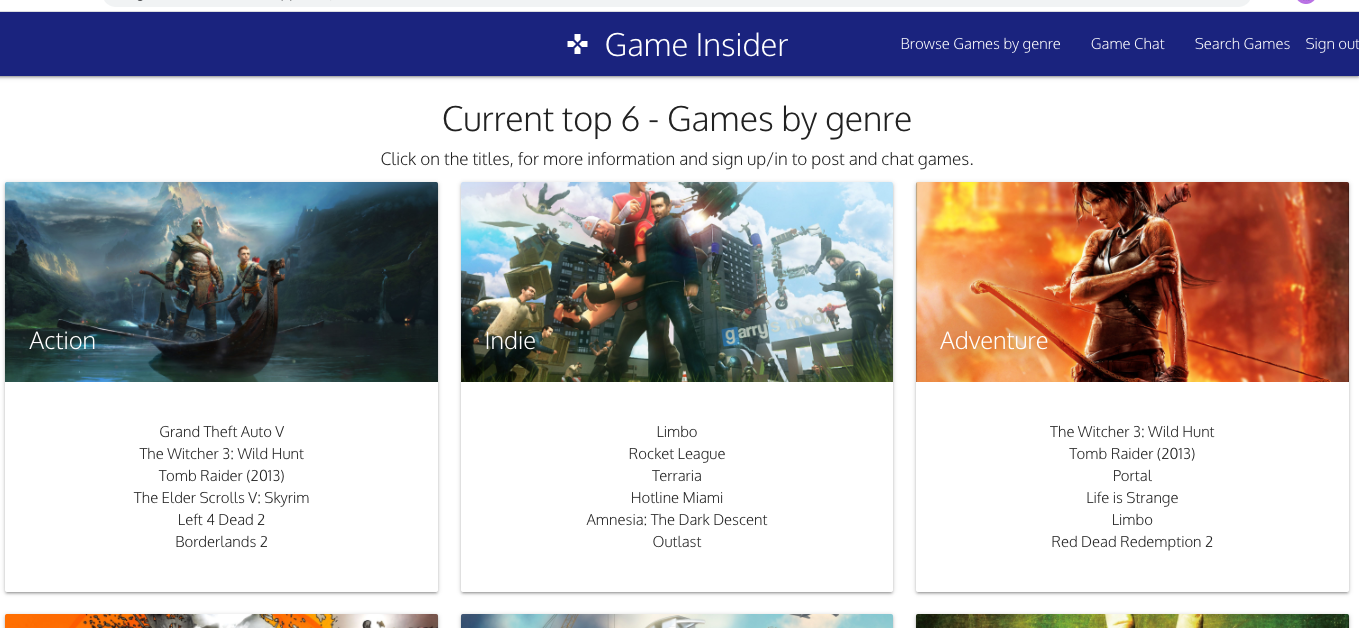 Game Insider
Browse Games by genre
Game Chat
Search Games
Sign out
Current top 6 - Games by genre
Click on the titles, for more information and sign up/in to post and chat games.
Action
Grand Theft Auto V
The Witcher 3: Wild Hunt
Tomb Raider (2013)
The Elder Scrolls V: Skyrim
Left 4 Dead 2
Borderlands 2
garry's mod
Indie
Limbo
Rocket League
Terraria
Hotline Miami
Amnesia: The Dark Descent
Outlast
Adventure
The Witcher 3: Wild Hunt
Tomb Raider (2013)
Portal
Life is Strange
Limbo
Red Dead Redemption 2